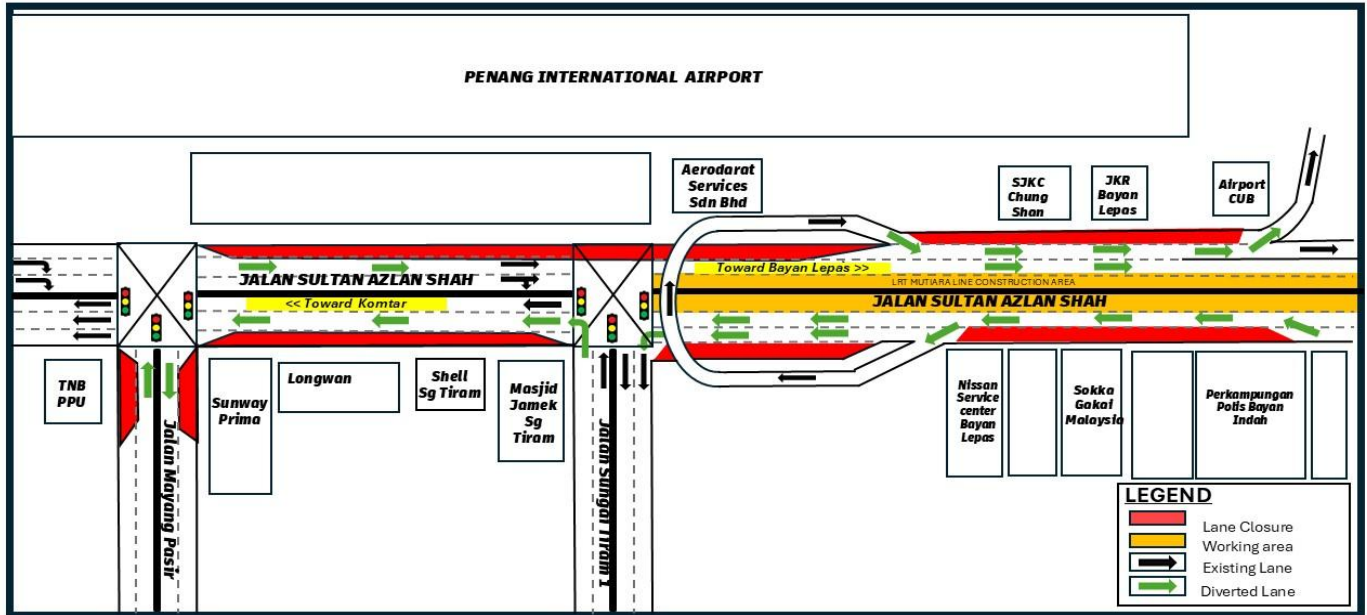 PENANG INTERNATIONAL AIRPORT
Aerodarat
Services
Sdn Bhd
SJKC
Chung
Shan
JKR
Bayan
Lepas
Airport
CUB
JALAN SULTAN AZLAN SHAH
<< Toward Komtar
Toward Bayan Lepas >>
LRT MUTIARA LINE CONSTRUCTION AREA
JALAN SULTAN AZLAN SHAH
TNB
PPU
Jalan Mayang Pasir
Sunway
Prima
Longwan
Shell
Sg Tiram
Masjid
Jamek
Sg
Tiram
Jalan Sungai Tiram 1
Nissan
Service
center
Bayan
Lepas
Sokka
Gakai
Malaysia
Perkampungan
Polis Bayan
Indah
LEGEND
Lane Closure
Working area
Existing Lane
Diverted Lane